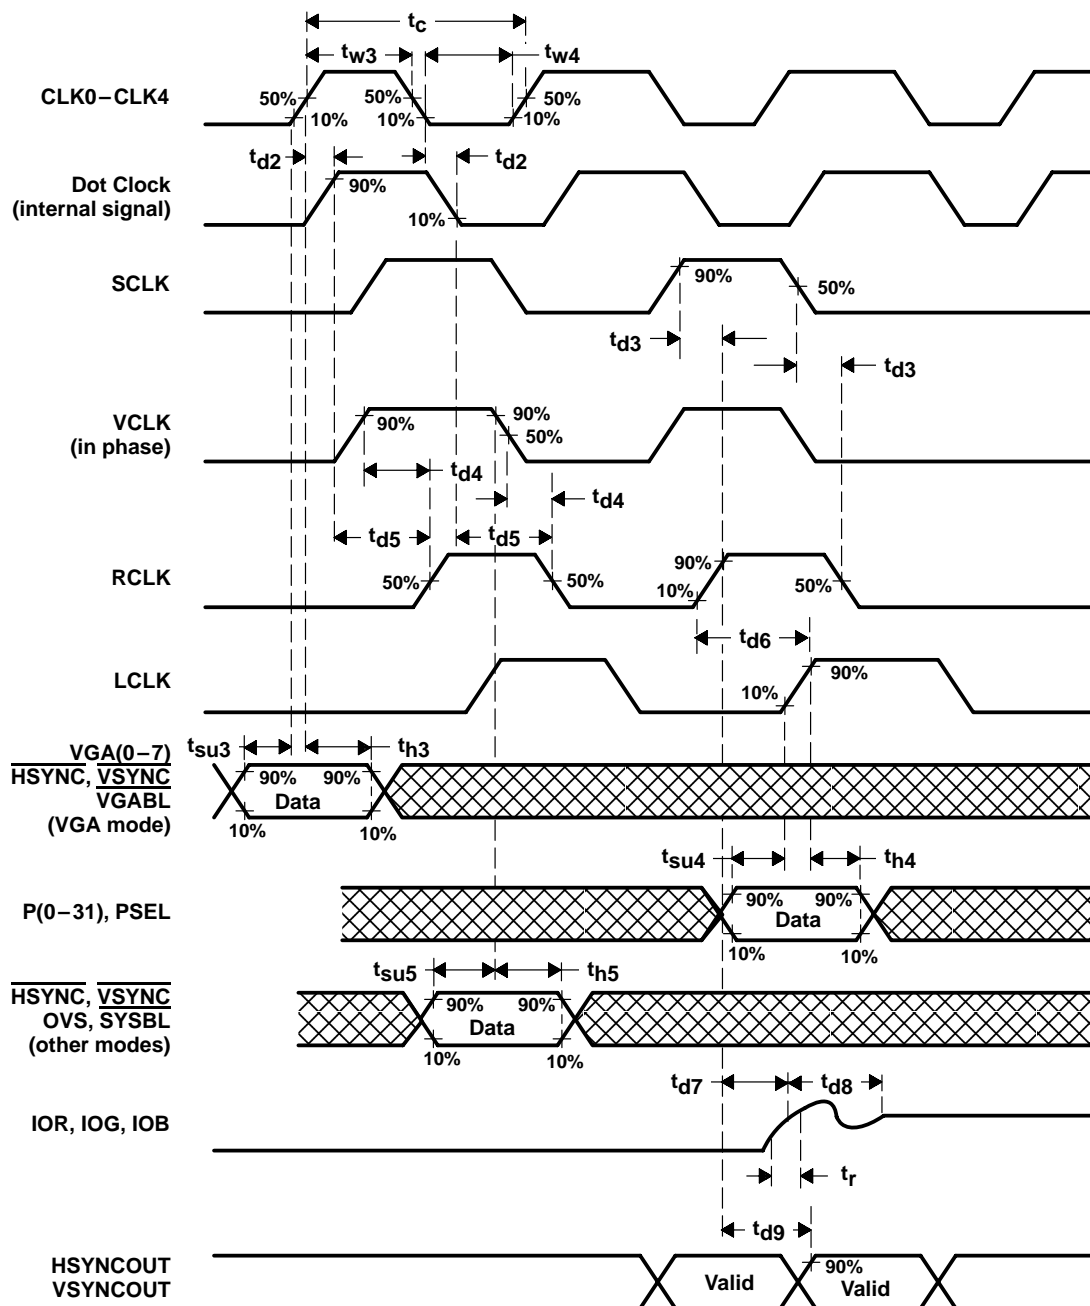 tc
tw3
tw4
CLK0–CLK4
50%
50%
50%
10%
10%
10%
td2
td2
Dot Clock
(internal signal)
90%
10%
SCLK
90%
50%
td3
td3
VCLK
(in phase)
90%
90%
50%
td4
td4
td5
td5
RCLK
50%
50%
90%
10%
50%
td6
LCLK
10%
90%
VGA(0–7)
HSYNC, VSYNC
VGABL
(VGA mode)
tsu3
th3
90%
90%
Data
10%
10%
tsu4
th4
P(0–31), PSEL
90%
90%
Data
10%
10%
tsu5
th5
HSYNC, VSYNC
OVS, SYSBL
(other modes)
90%
90%
Data
10%
10%
td7
td8
IOR, IOG, IOB
tr
td9
HSYNCOUT
VSYNCOUT
Valid
90%
Valid